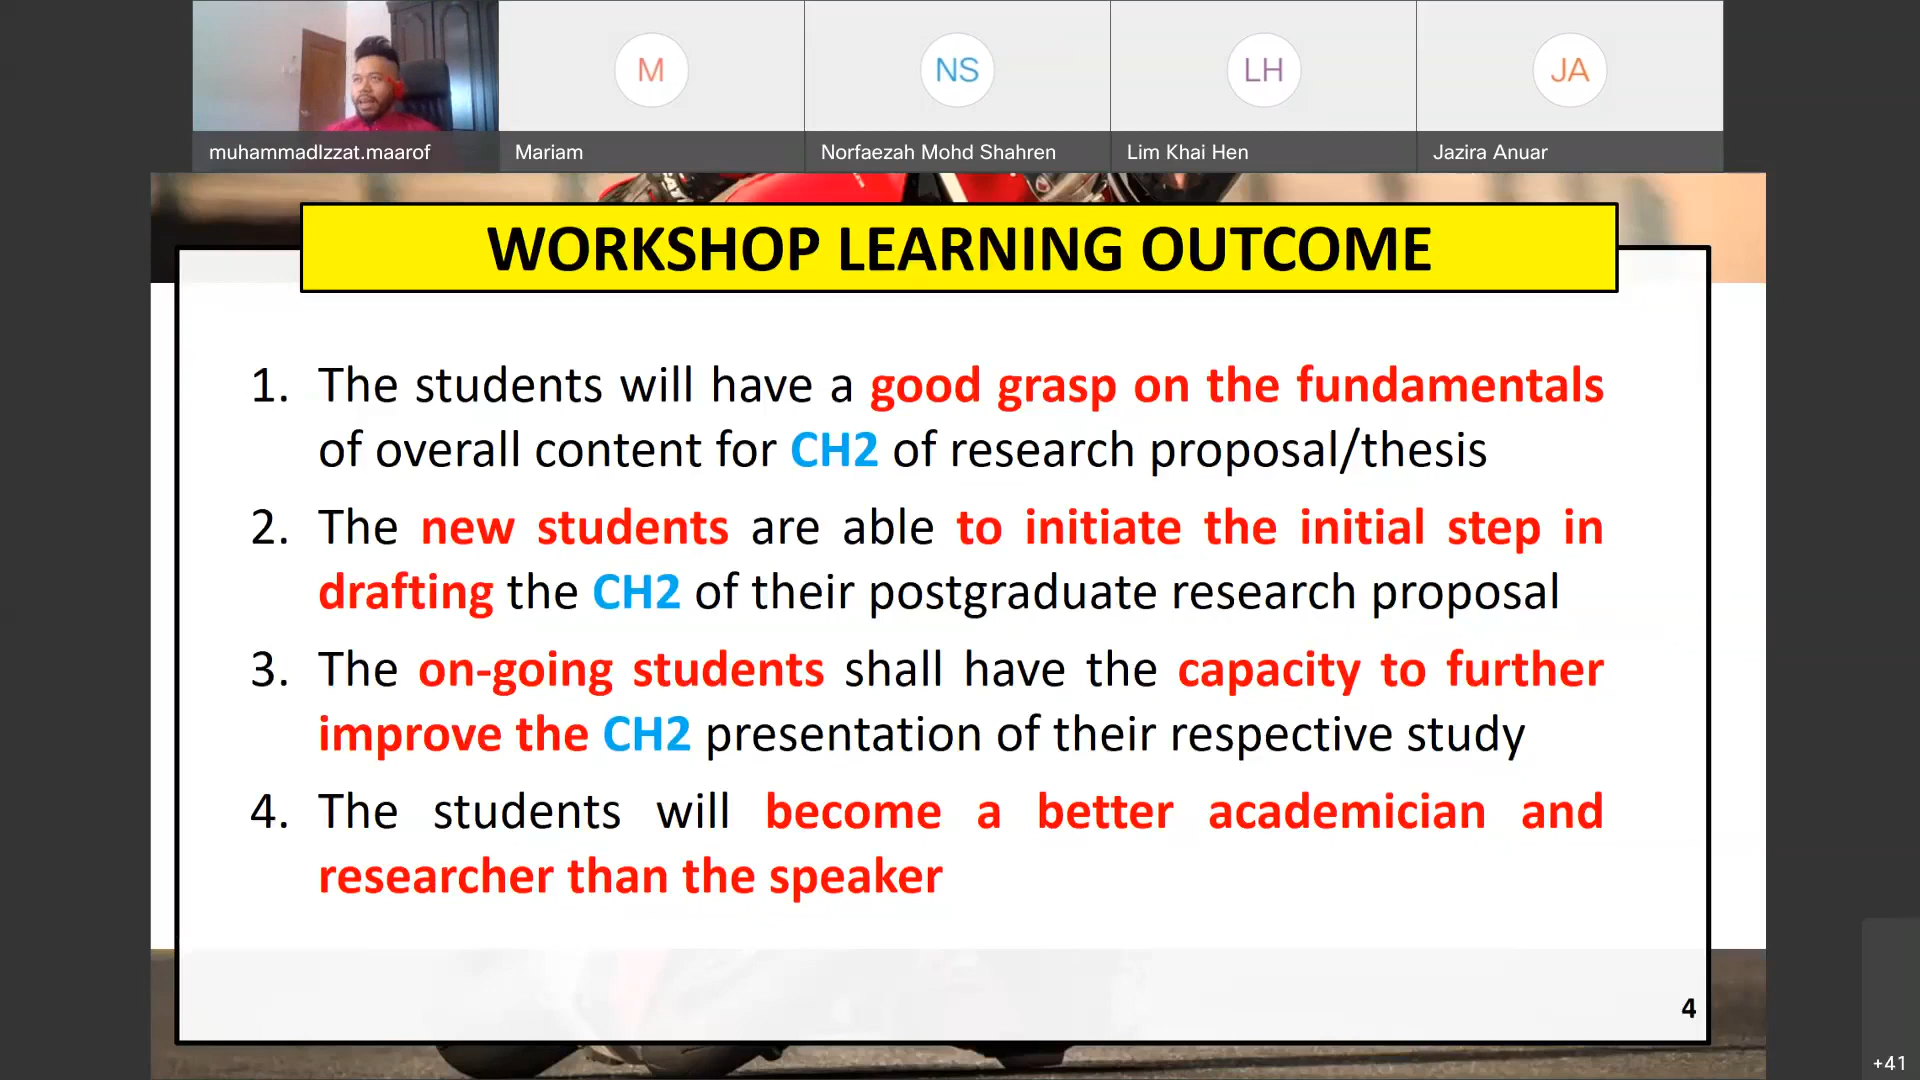 M
NS
LH
JA
muhammadIzzat.maarof
Mariam
Norfaezah Mohd Shahren
Lim Khai Hen
Jazira Anuar
WORKSHOP LEARNING OUTCOME
1. The students will have a good grasp on the fundamentals
of overall content for CH2 of research proposal/thesis
2. The new students are able to initiate the initial step in
drafting the CH2 of their postgraduate research proposal
3. The on-going students shall have the capacity to further
improve the CH2 presentation of their respective study
4. The students will become a better academician and
researcher than the speaker
4
+41